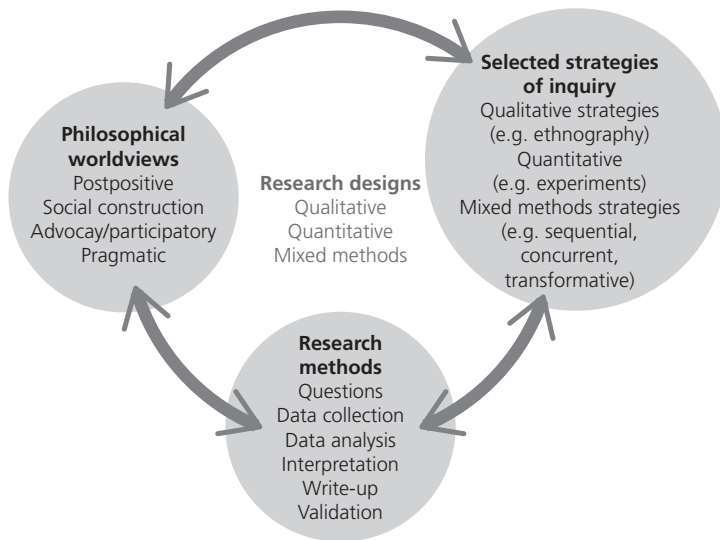 Philosophical
worldviews
Postpositive
Social construction
Advocay/participatory
Pragmatic
Selected strategies
of inquiry
Qualitative strategies
(e.g. ethnography)
Quantitative
(e.g. experiments)
Mixed methods strategies
(e.g. sequential,
concurrent,
transformative)
Research designs
Qualitative
Quantitative
Mixed methods
Research
methods
Questions
Data collection
Data analysis
Interpretation
Write-up
Validation